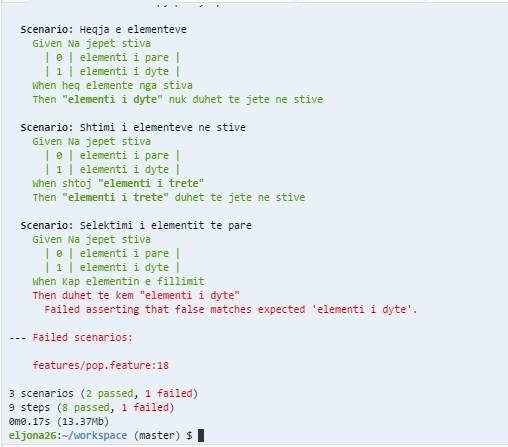 Scenario: Heqja e elementeve
Given Na jepet stiva
| 0 | elementi i pare |
| 1 | elementi i dyte |
When heq elemente nga stiva
Then "elementi i dyte" nuk duhet te jete ne stive
Scenario: Shtimi i elementeve ne stive
Given Na jepet stiva
| 0 | elementi i pare |
| 1 | elementi i dyte |
When shtoj "elementi i trete"
Then "elementi i trete" duhet te jete ne stive
Scenario: Selektimi i elementit te pare
Given Na jepet stiva
| 0 | elementi i pare |
| 1 | elementi i dyte |
When Kap elementin e fillimit
Then duhet te kem "elementi i dyte"
Failed asserting that false matches expected 'elementi i dyte'.
--- Failed scenarios:
features/pop.feature:18
3 scenarios (2 passed, 1 failed)
9 steps (8 passed, 1 failed)
0m0.17s (13.37Mb)
eljona26:~/workspace (master) $